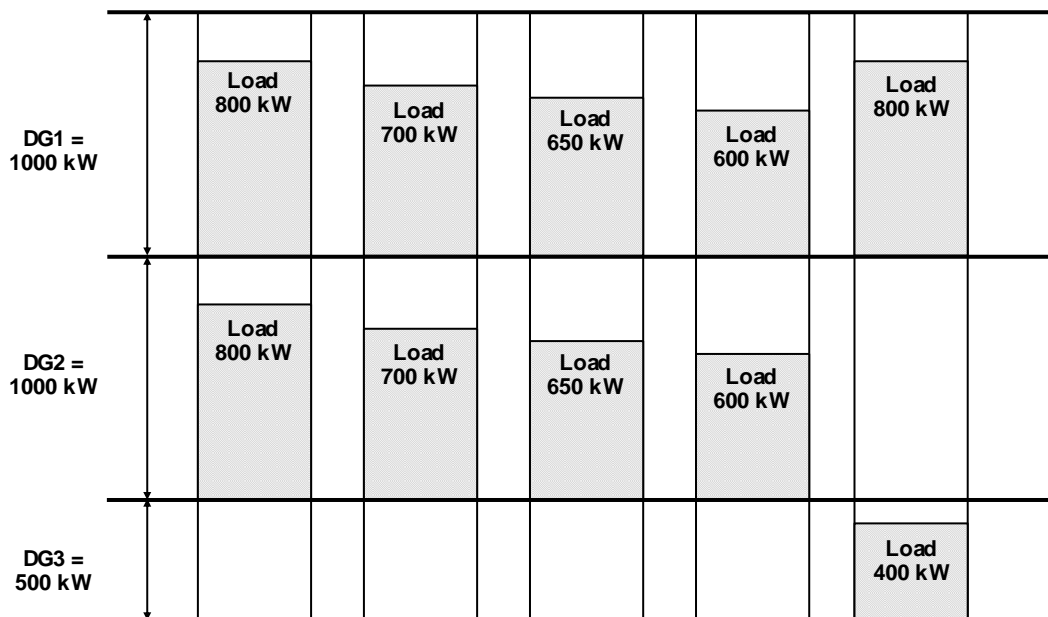 DG1 =
1000 kW
Load
800 kW
Load
700 kW
Load
650 kW
Load
600 kW
Load
800 kW
DG2 =
1000 kW
Load
800 kW
Load
700 kW
Load
650 kW
Load
600 kW
DG3 =
500 kW
Load
400 kW